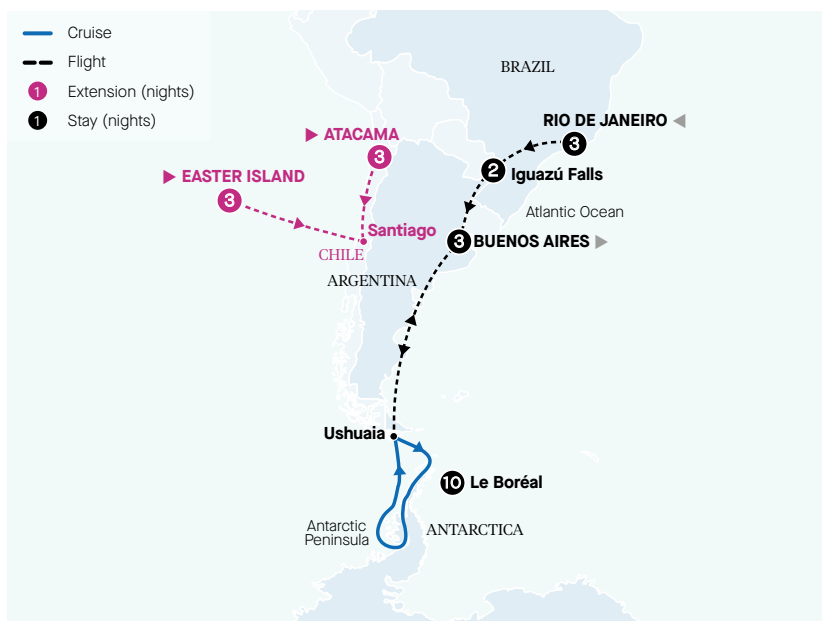 Cruise
Flight
1 Extension (nights)
1 Stay (nights)
BRAZIL
RIO DE JANEIRO
3
ATACAMA
3
2
Iguazú Falls
EASTER ISLAND
3
Atlantic Ocean
Santiago
3 BUENOS AIRES
CHILE
ARGENTINA
Ushuaia
10 Le Boréal
Antarctic
Peninsula
ANTARCTICA